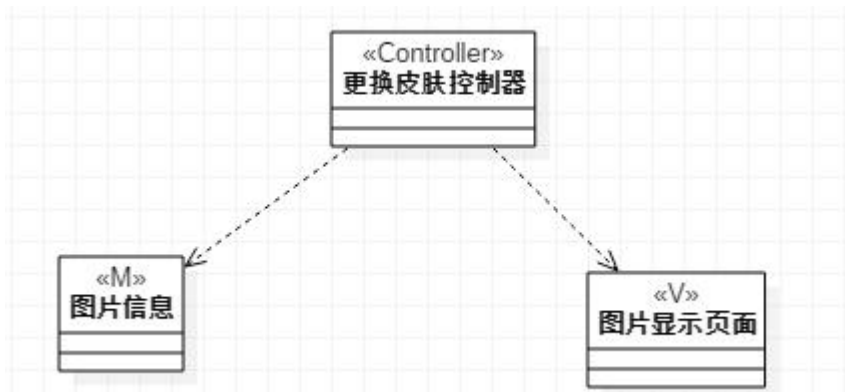 «Controller»
更换皮肤控制器
«M»
图片信息
«V»
图片显示页面